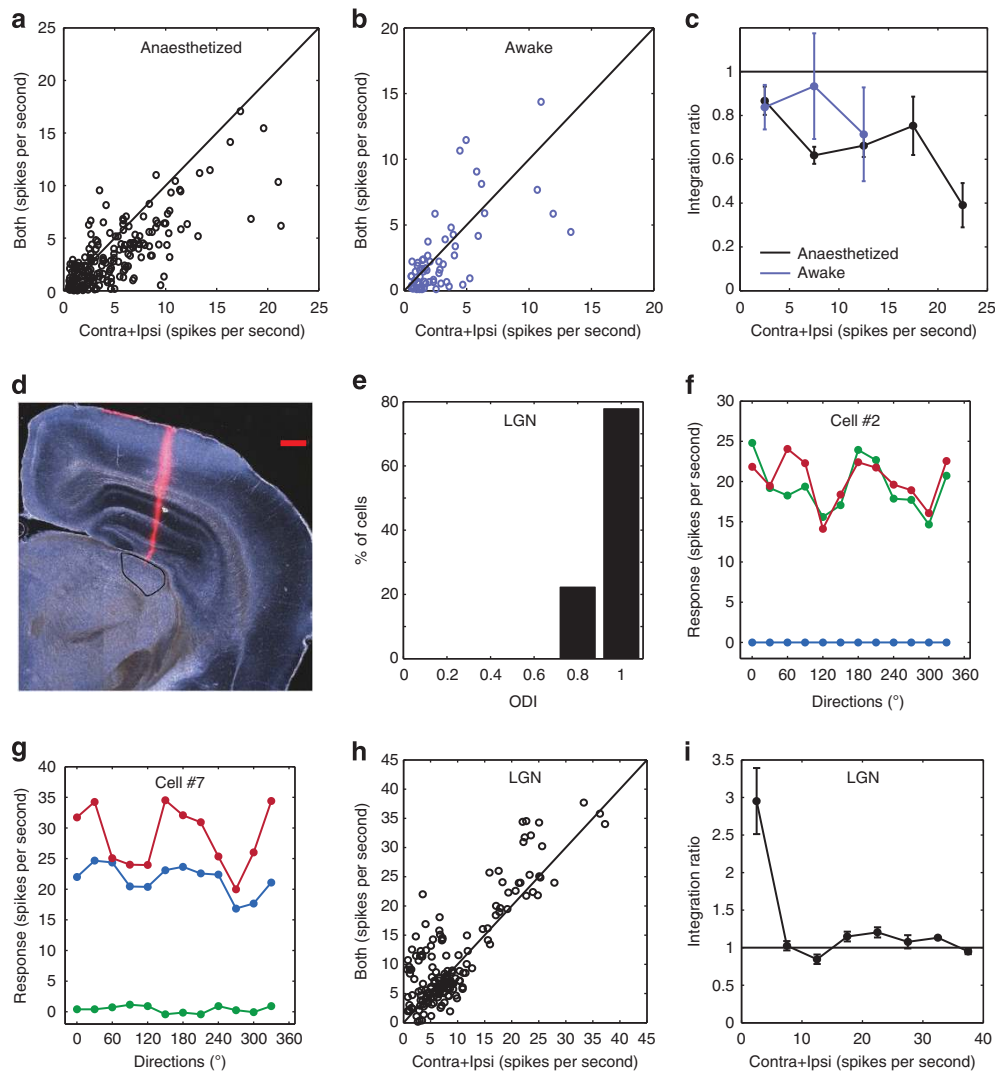 a
Anaesthetized
Both (spikes per second)
25
20
15
10
5
0
0 5 10 15 20 25
Contra+Ipsi (spikes per second)
b
Awake
Both (spikes per second)
20
15
10
5
0
0 5 10 15 20
Contra+Ipsi (spikes per second)
c
Integration ratio
1
0.8
0.6
0.4
0.2
0
Anaesthetized
Awake
0 5 10 15 20 25
Contra+Ipsi (spikes per second)
d
e
LGN
% of cells
80
60
40
20
0
0 0.2 0.4 0.6 0.8 1
ODI
f
Cell #2
Response (spikes per second)
30
25
20
15
10
5
0
0 60 120 180 240 300 360
Directions (°)
g
Cell #7
Response (spikes per second)
40
35
30
25
20
15
10
5
0
0 60 120 180 240 300 360
Directions (°)
h
LGN
Both (spikes per second)
45
40
35
30
25
20
15
10
5
0
0 5 10 15 20 25 30 35 45
Contra+Ipsi (spikes per second)
i
LGN
Integration ratio
3.5
3
2.5
2
1.5
1
0.5
0
0 10 20 30 40
Contra+Ipsi (spikes per second)